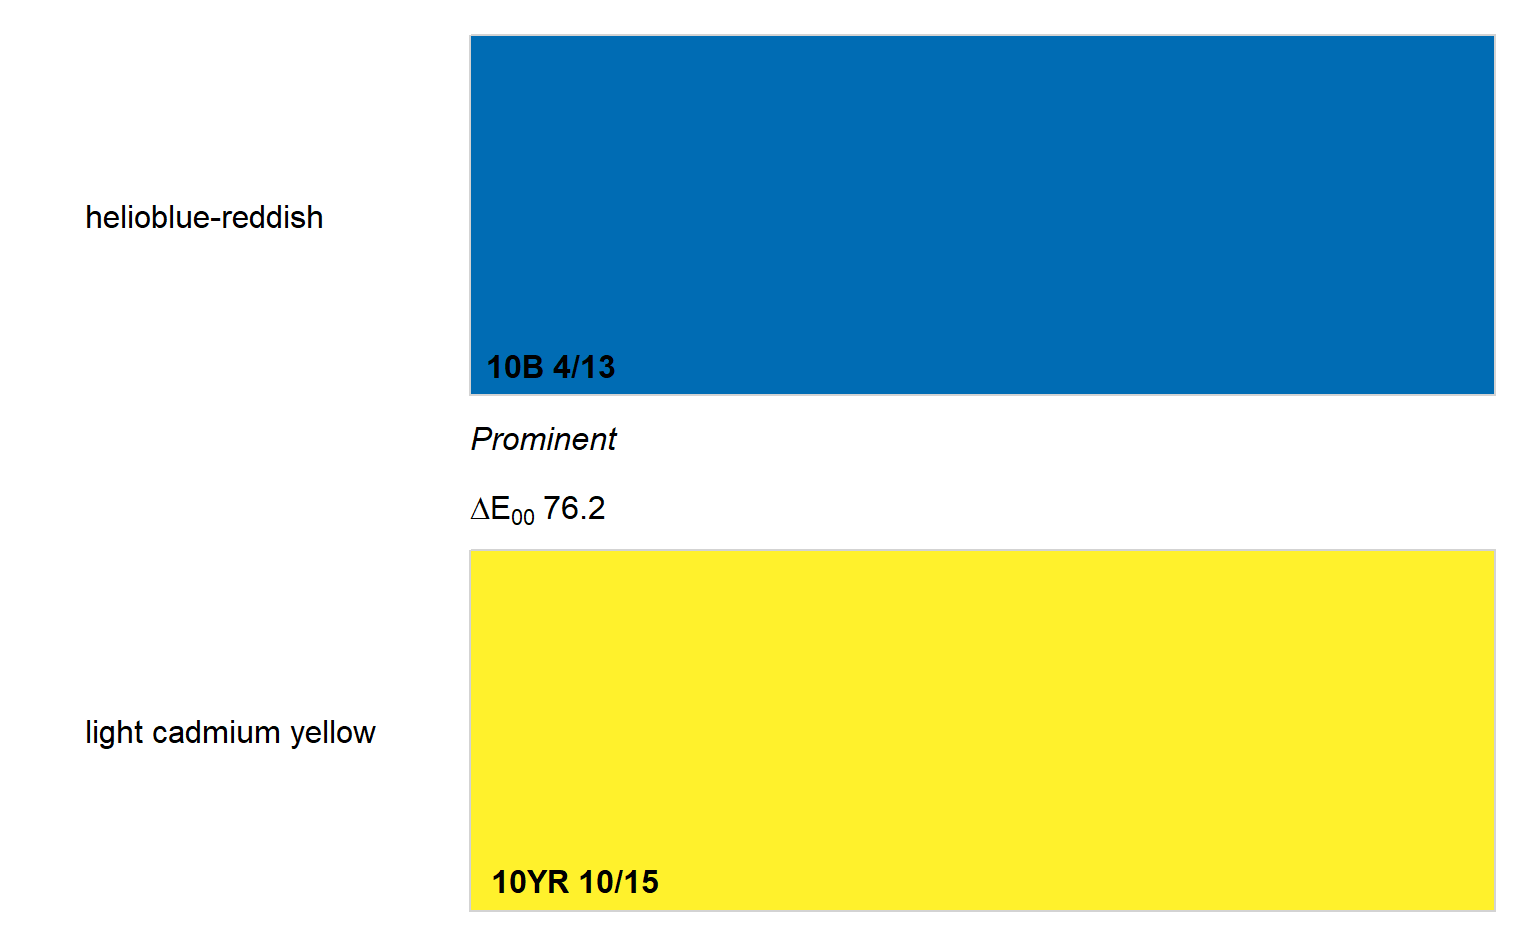 helioblue-reddish
10B 4/13
Prominent
ΔE₀₀ 76.2
light cadmium yellow
10YR 10/15